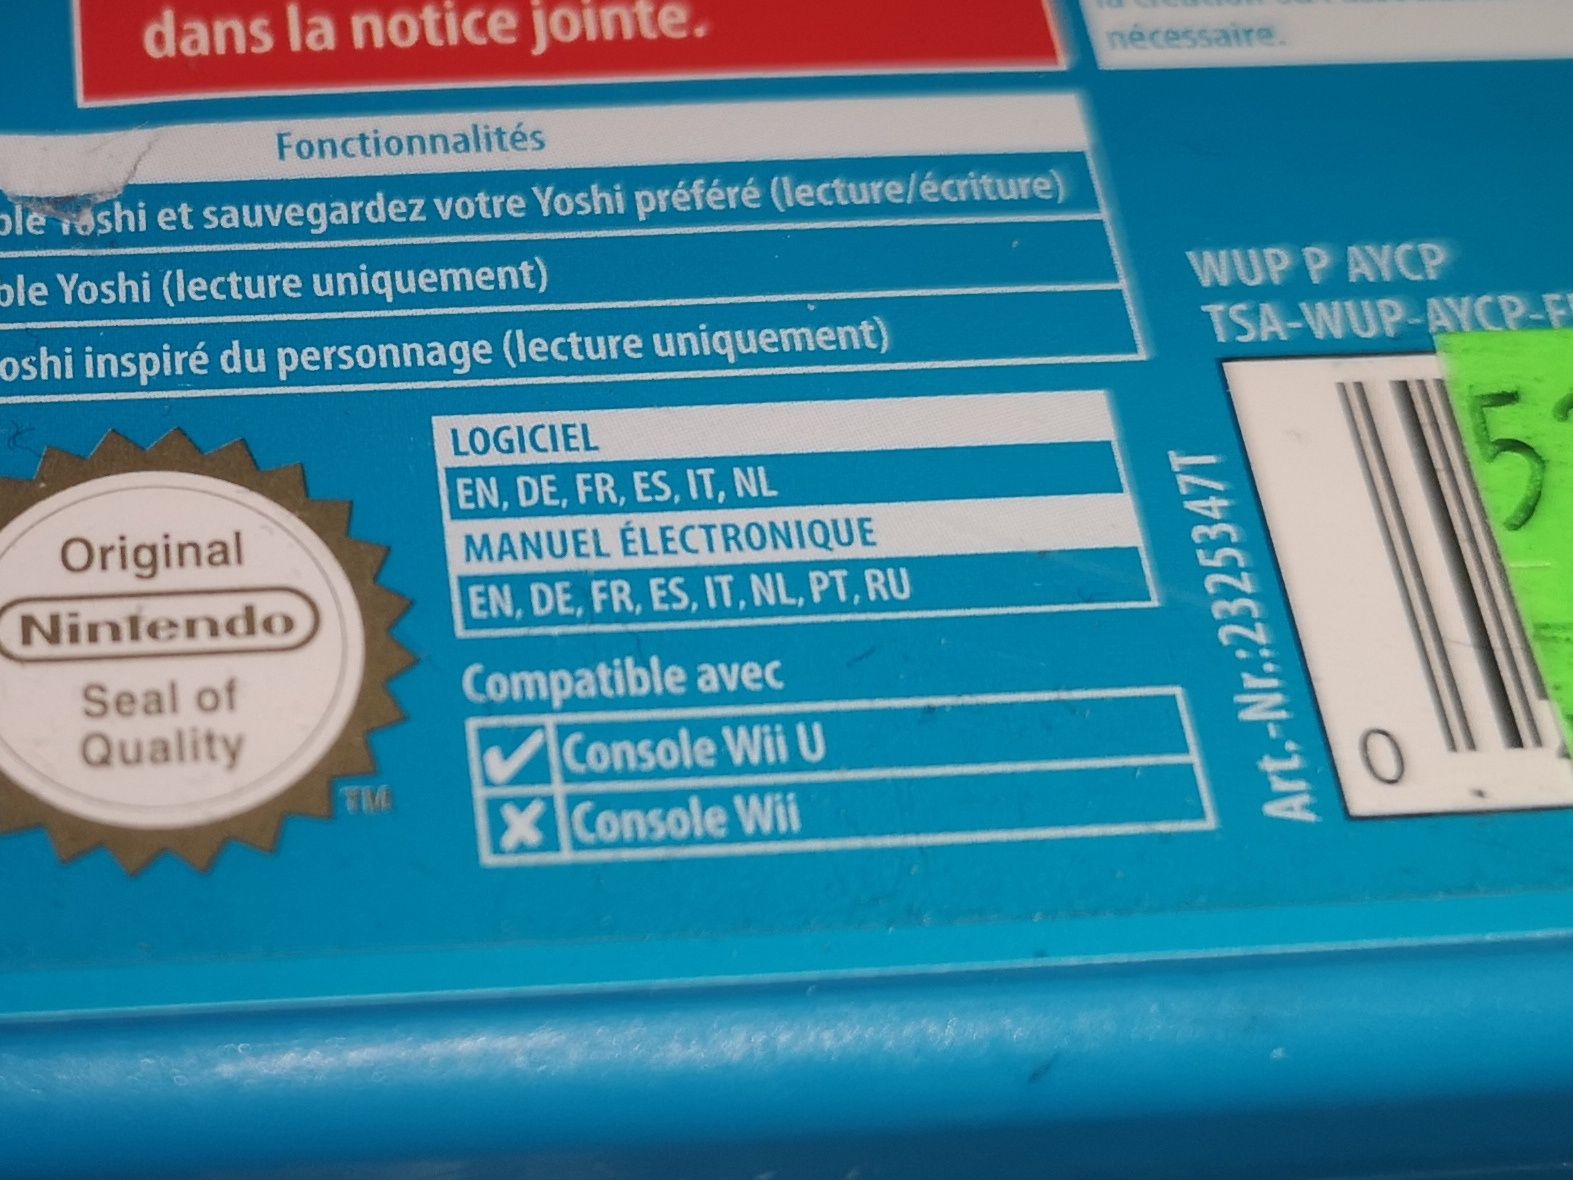 dans la notice jointe.
nécessaire.
Fonctionnalités
Yoshi et sauvegardez votre Yoshi préféré (lecture/écriture)
Yoshi (lecture uniquement)
oshi inspiré du personnage (lecture uniquement)
WUP P AYCP
TSA-WUP-AYCP-F
LOGICIEL
EN, DE, FR, ES, IT, NL
MANUEL ÉLECTRONIQUE
EN, DE, FR, ES, IT, NL, PT, RU
Original
Nintendo
Seal of
Quality
TM
Compatible avec
✔ Console Wii U
✘ Console Wii
Art.-Nr.:2325347T
0
5